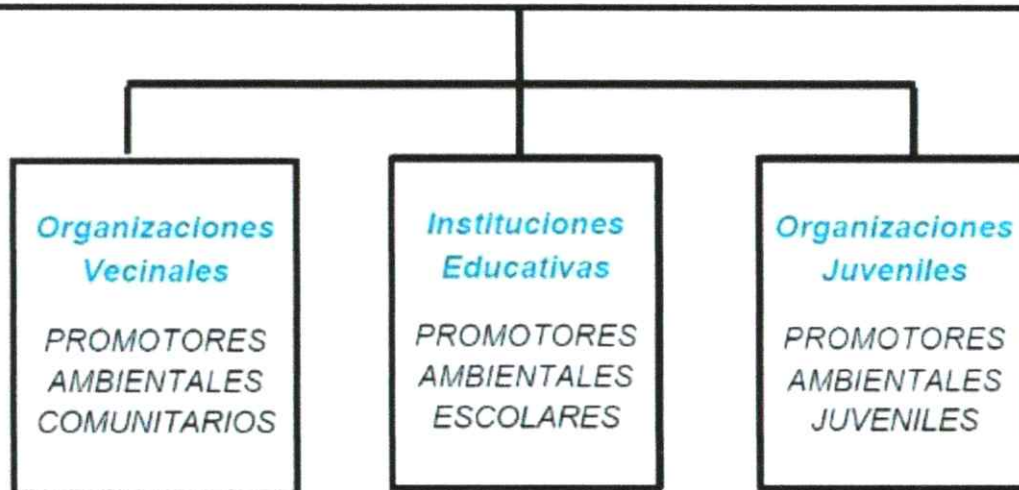 Organizaciones
Vecinales
PROMOTORES
AMBIENTALES
COMUNITARIOS
Instituciones
Educativas
PROMOTORES
AMBIENTALES
ESCOLARES
Organizaciones
Juveniles
PROMOTORES
AMBIENTALES
JUVENILES